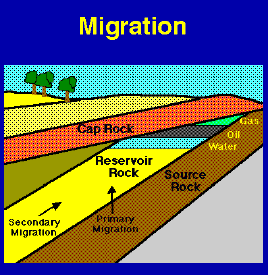 Migration
Gas
Cap Rock
Oil
Water
Reservoir
Rock
Source
Rock
Secondary
Migration
Primary
Migration